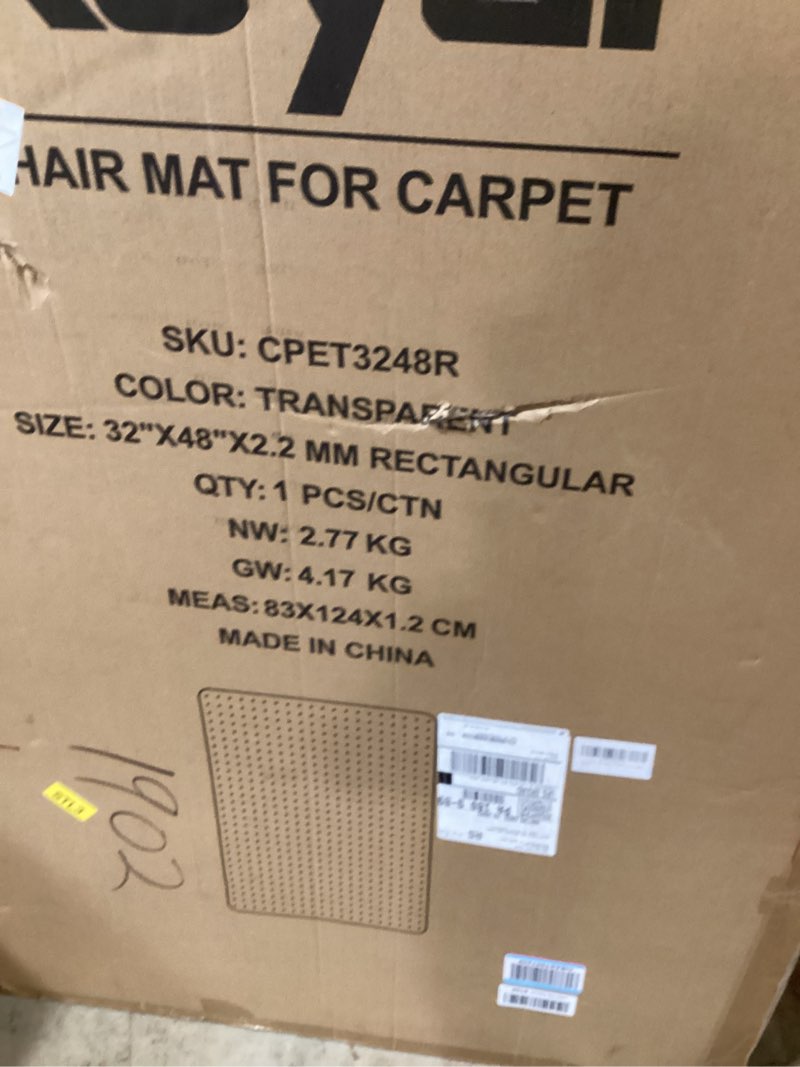 HAIR MAT FOR CARPET
SKU: CPET3248R
COLOR: TRANSPARENT
SIZE: 32"X48"X2.2 MM RECTANGULAR
QTY: 1 PCS/CTN
NW: 2.77 KG
GW: 4.17 KG
MEAS: 83X124X1.2 CM
MADE IN CHINA
1902